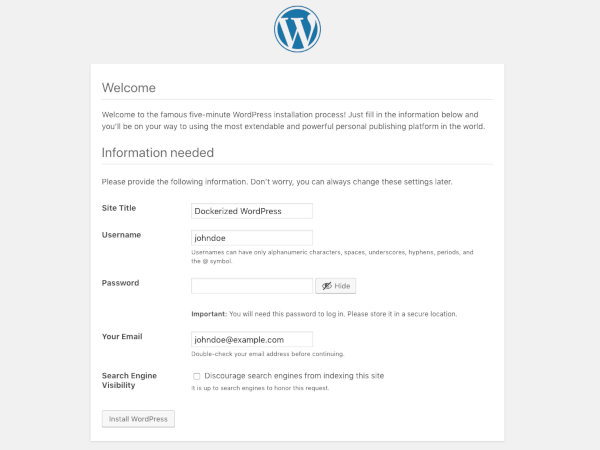 Welcome
Welcome to the famous five-minute WordPress installation process! Just fill in the information below and
you'll be on your way to using the most extendable and powerful personal publishing platform in the world.
Information needed
Please provide the following information. Don't worry, you can always change these settings later.
Site Title
Dockerized WordPress
Username
johndoe
Usernames can have only alphanumeric characters, spaces, underscores, hyphens, periods, and
the @ symbol.
Password
Hide
Important: You will need this password to log in. Please store it in a secure location.
Your Email
johndoe@example.com
Double-check your email address before continuing.
Search Engine
Visibility
Discourage search engines from indexing this site
It is up to search engines to honor this request.
Install WordPress